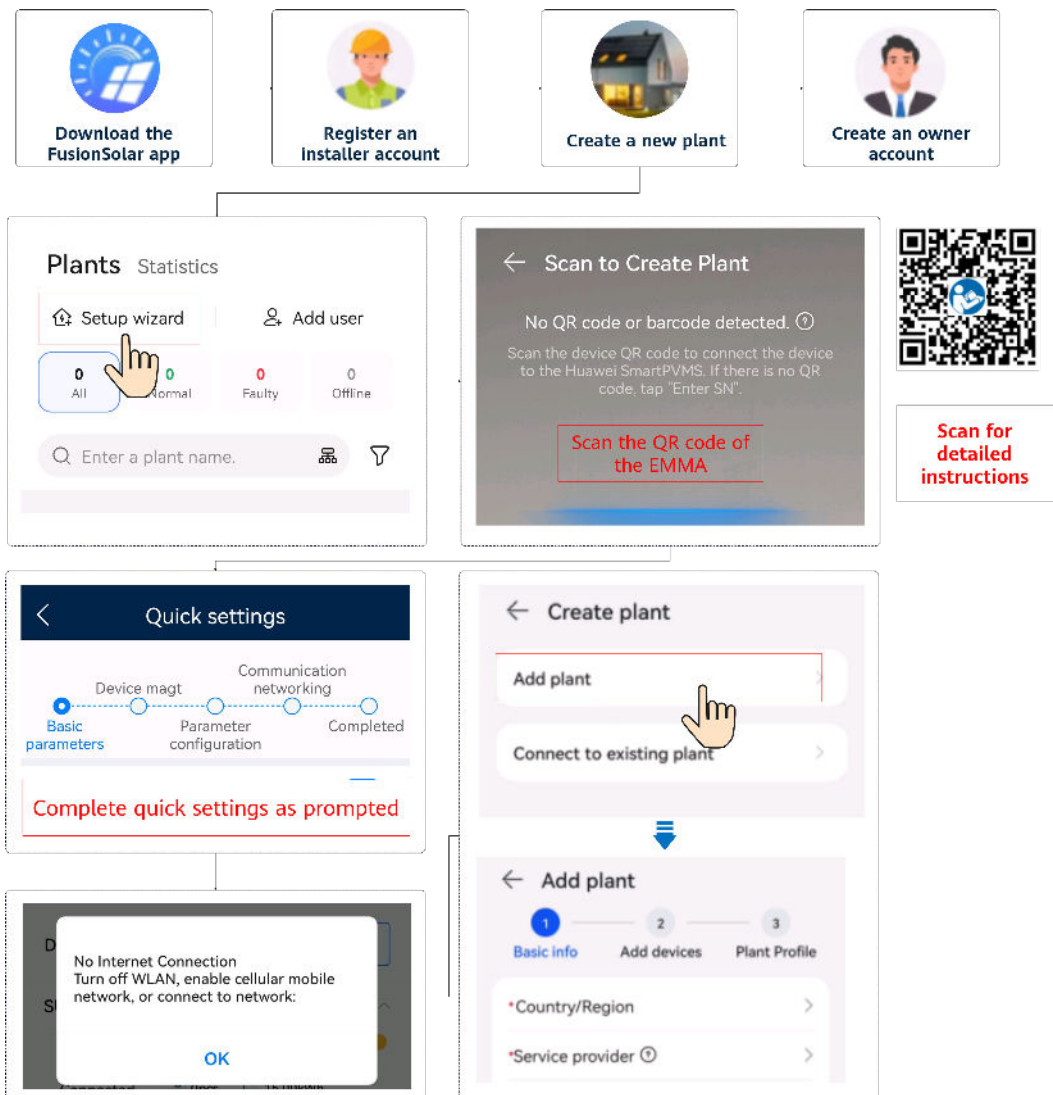 Download the
FusionSolar app
Register an
installer account
Create a new plant
Create an owner
account
Plants Statistics
Setup wizard
Add user
0
All
0
Normal
0
Faulty
0
Offline
Enter a plant name.
← Scan to Create Plant
No QR code or barcode detected. ?
Scan the device QR code to connect the device
to the Huawei SmartPVMS. If there is no QR
code, tap "Enter SN".
Scan the QR code of
the EMMA
Scan for
detailed
instructions
Quick settings
Basic
parameters
Device magt
Parameter
configuration
Communication
networking
Completed
Complete quick settings as prompted
No Internet Connection
Turn off WLAN, enable cellular mobile
network, or connect to network:
OK
← Create plant
Add plant
Connect to existing plant
← Add plant
1
Basic info
2
Add devices
3
Plant Profile
*Country/Region
*Service provider ?